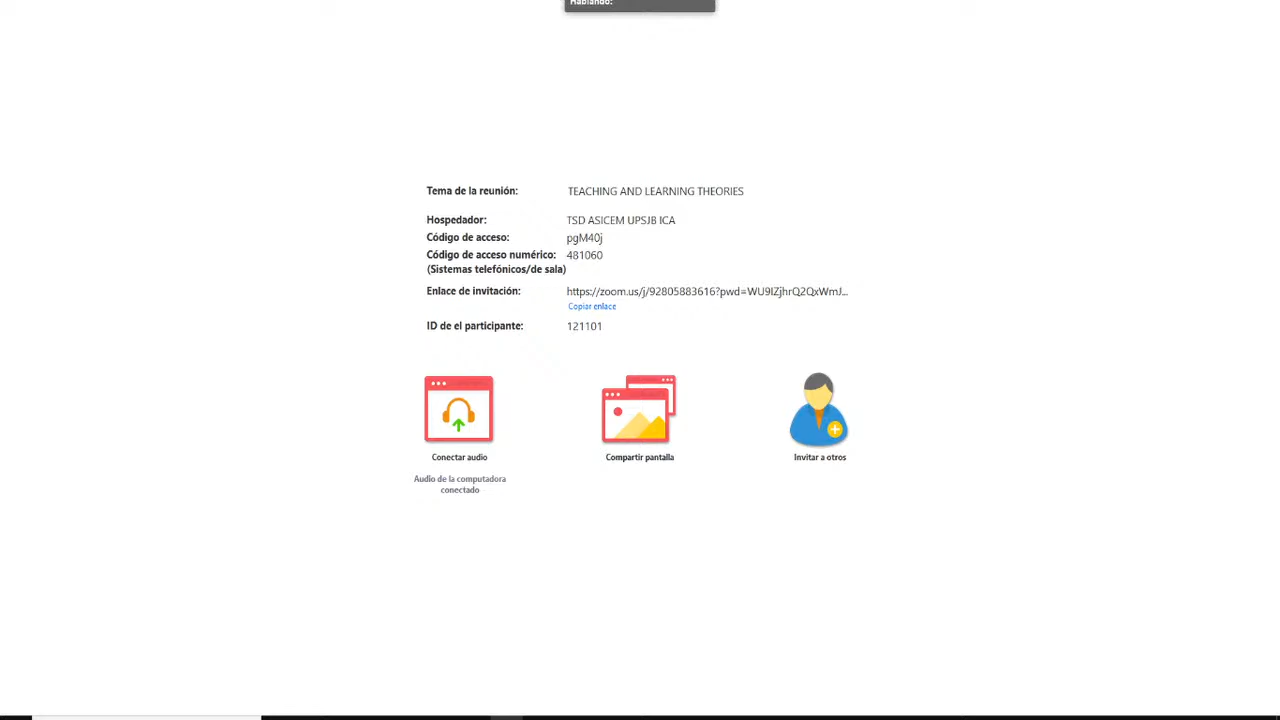 Hablando:
Tema de la reunión: TEACHING AND LEARNING THEORIES
Hospedador: TSD ASICEM UPSJB ICA
Código de acceso: pgM40j
Código de acceso numérico: 481060
(Sistemas telefónicos/de sala)
Enlace de invitación: https://zoom.us/j/92805883616?pwd=WU9IZjhrQ2QxWmJ...
Copiar enlace
ID de el participante: 121101
Conectar audio
Compartir pantalla
Invitar a otros
Audio de la computadora
conectado